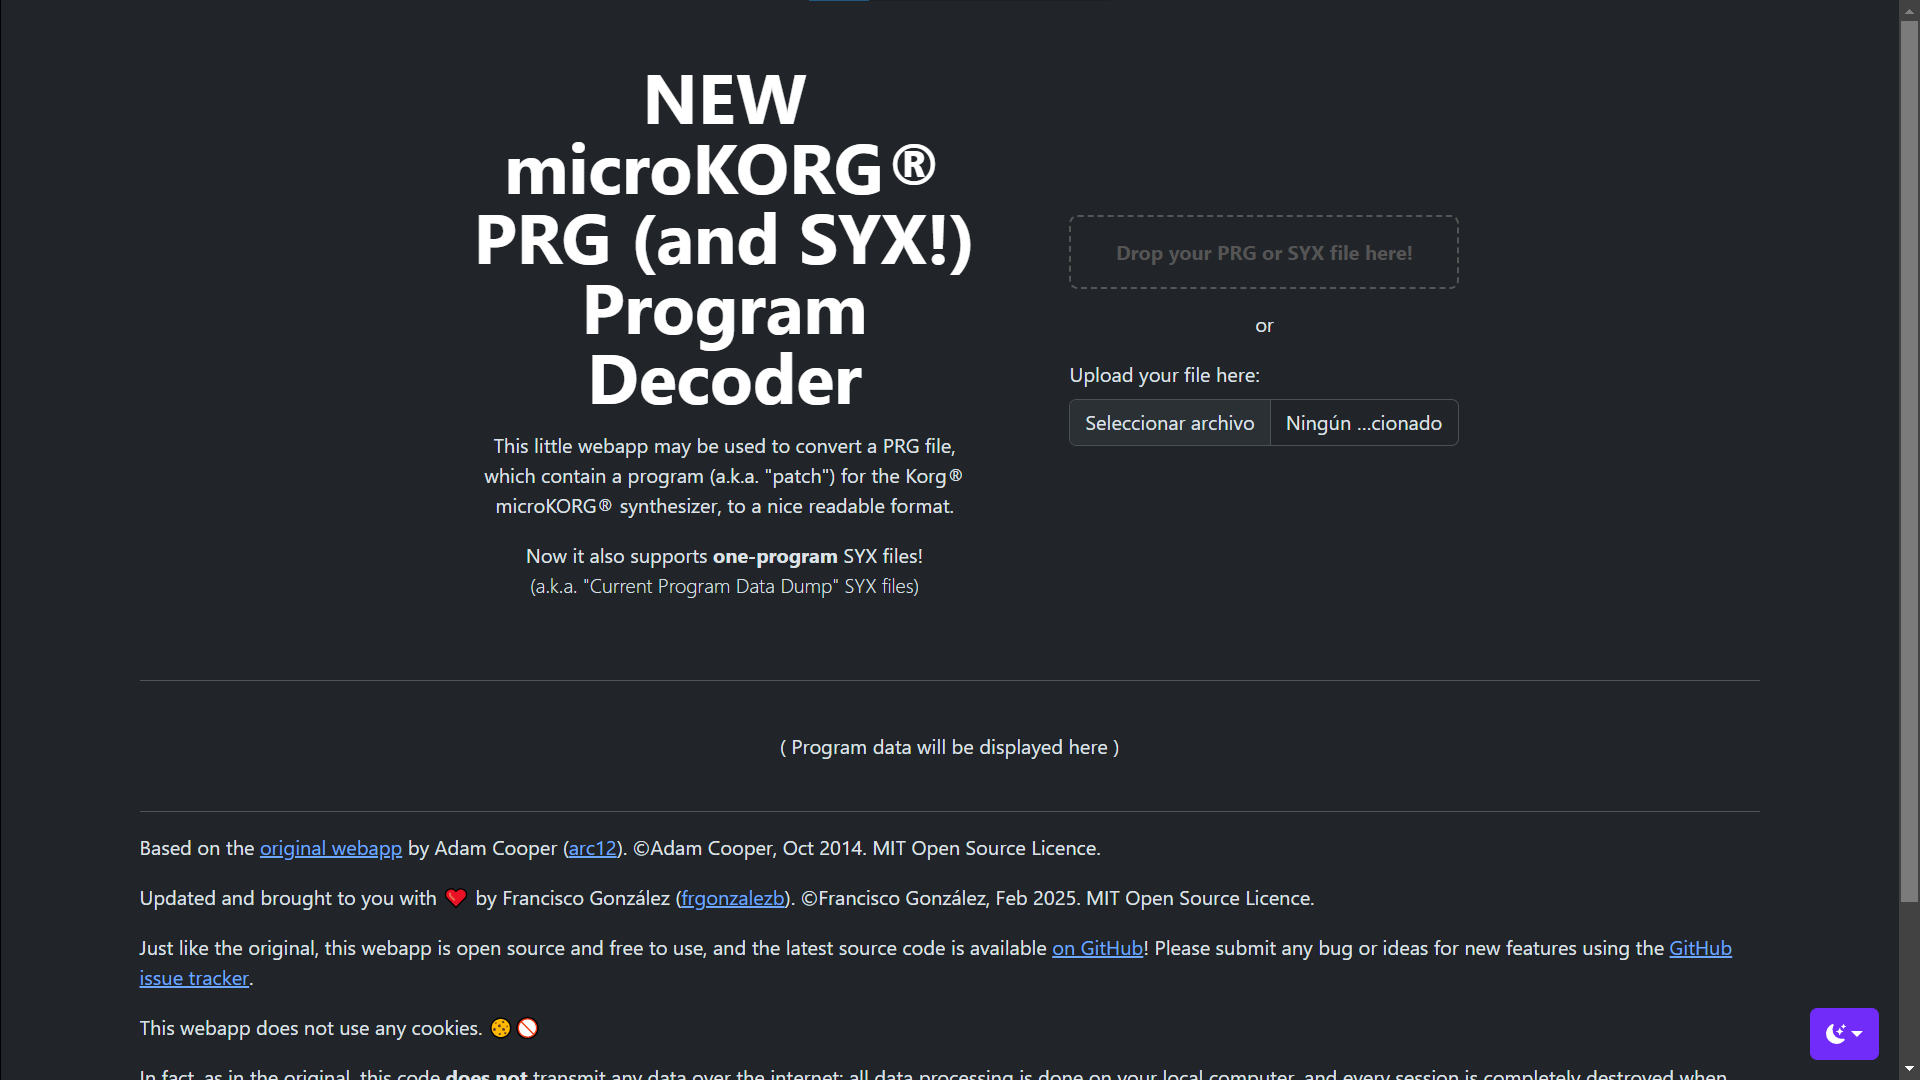 NEW
microKORG®
PRG (and SYX!)
Program
Decoder
This little webapp may be used to convert a PRG file,
which contain a program (a.k.a. "patch") for the Korg®
microKORG® synthesizer, to a nice readable format.
Now it also supports one-program SYX files!
(a.k.a. "Current Program Data Dump" SYX files)
Drop your PRG or SYX file here!
or
Upload your file here:
Seleccionar archivo Ningún ...cionado
( Program data will be displayed here )
Based on the original webapp by Adam Cooper (arc12). ©Adam Cooper, Oct 2014. MIT Open Source Licence.
Updated and brought to you with ❤ by Francisco González (frgonzalezb). ©Francisco González, Feb 2025. MIT Open Source Licence.
Just like the original, this webapp is open source and free to use, and the latest source code is available on GitHub! Please submit any bug or ideas for new features using the GitHub
issue tracker.
This webapp does not use any cookies. 🍪🚫
In fact, as in the original, this code does not transmit any data over the internet; all data processing is done on your local computer, and every session is completely destroyed when